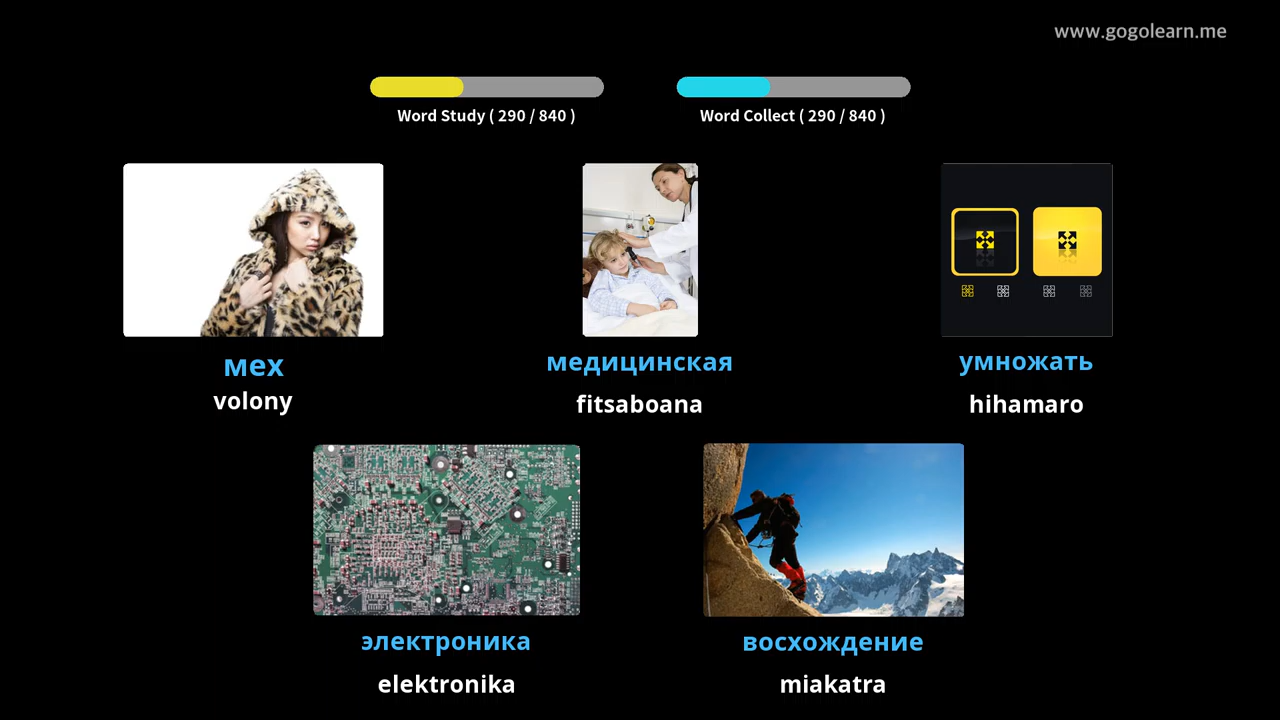 www.gogolearn.me
Word Study ( 290 / 840 )
Word Collect ( 290 / 840 )
мех
volony
медицинская
fitsaboana
умножать
hihamaro
электроника
elektronika
восхождение
miakatra